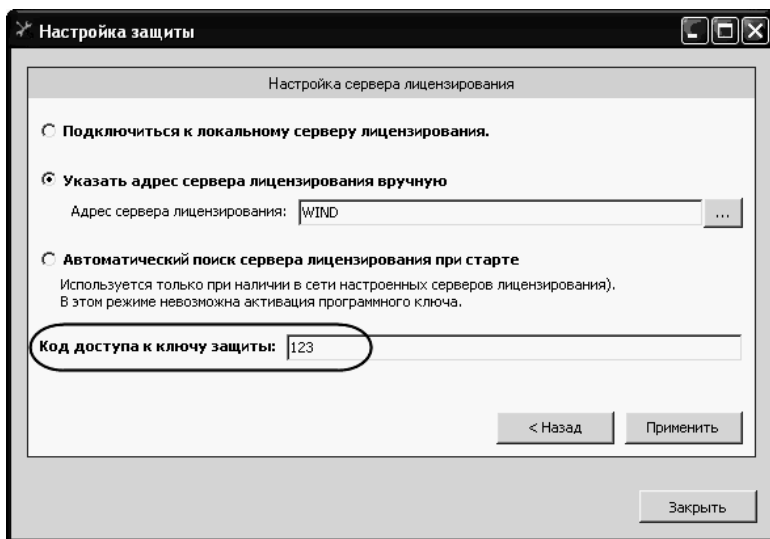 Настройка защиты
Настройка сервера лицензирования
Подключиться к локальному серверу лицензирования.
Указать адрес сервера лицензирования вручную
Адрес сервера лицензирования: WIND ...
Автоматический поиск сервера лицензирования при старте
Используется только при наличии в сети настроенных серверов лицензирования).
В этом режиме невозможна активация программного ключа.
Код доступа к ключу защиты: 123
< Назад Применить
Закрыть